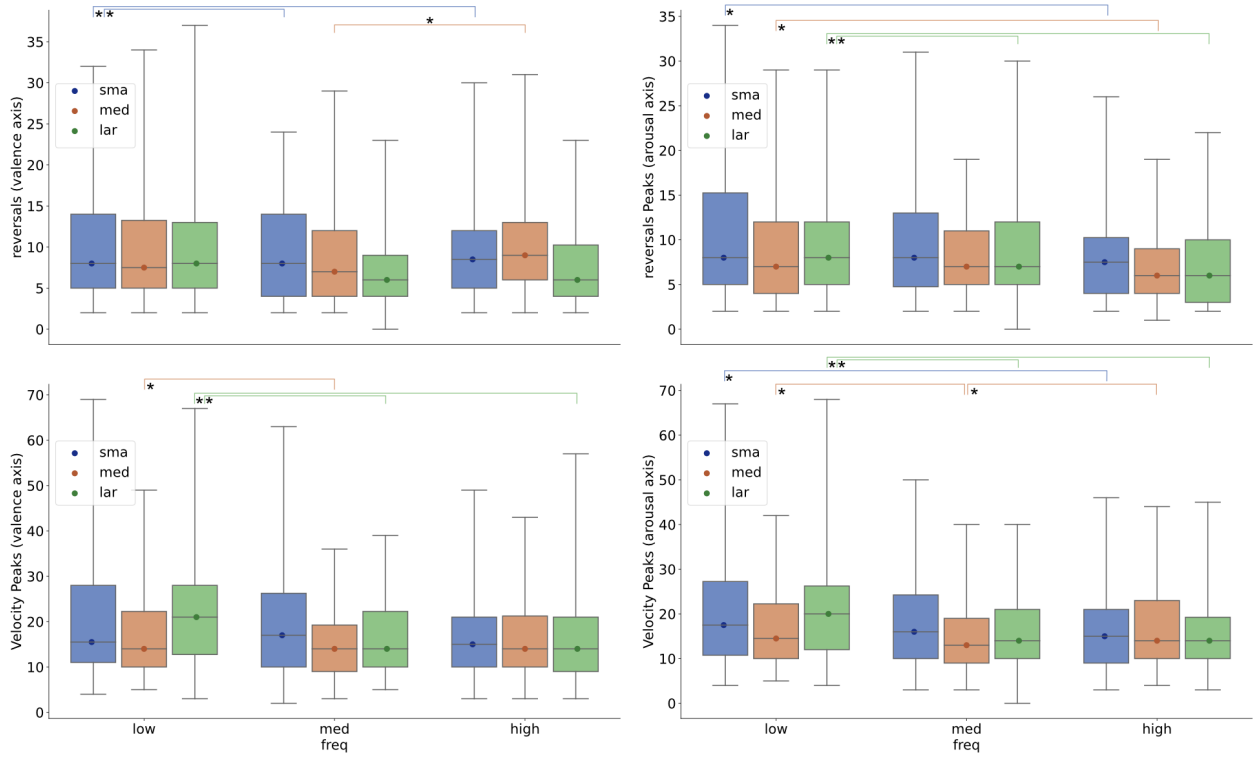 **
*
35
30
25
20
15
10
5
0
reversals (valence axis)
sma
med
lar
*
*
**
35
30
25
20
15
10
5
0
reversals Peaks (arousal axis)
sma
med
lar
*
**
70
60
50
40
30
20
10
0
Velocity Peaks (valence axis)
sma
med
lar
low
med
high
freq
**
*
*
*
70
60
50
40
30
20
10
0
Velocity Peaks (arousal axis)
sma
med
lar
low
med
high
freq